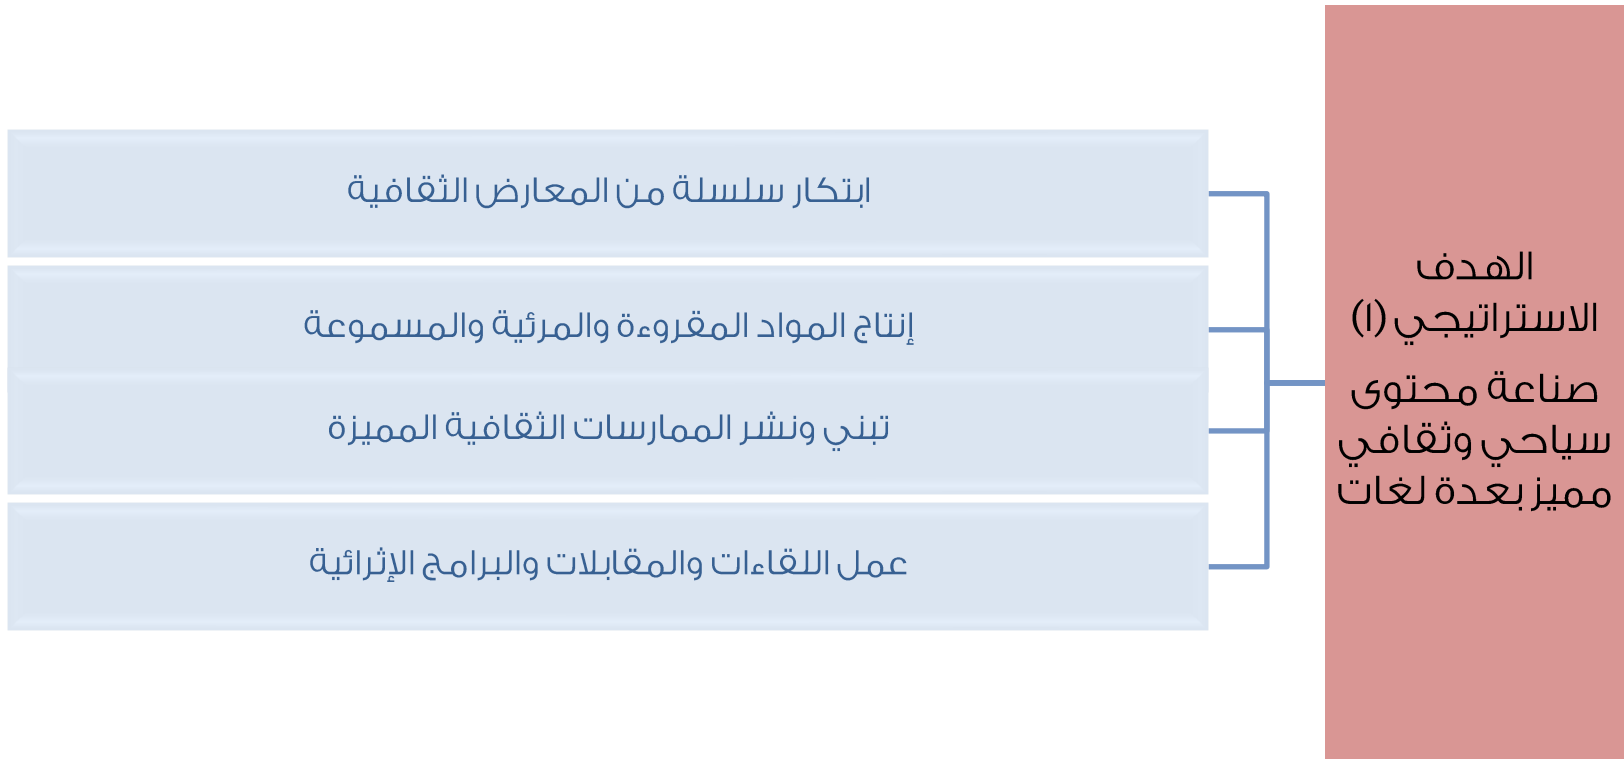 الهدف
الاستراتيجي (١)
صناعة محتوى
سياحي وثقافي
مميز بعدة لغات
ابتكار سلسلة من المعارض الثقافية
إنتاج المواد المقروءة والمرئية والمسموعة
تبني ونشر الممارسات الثقافية المميزة
عمل اللقاءات والمقابلات والبرامج الإثرائية